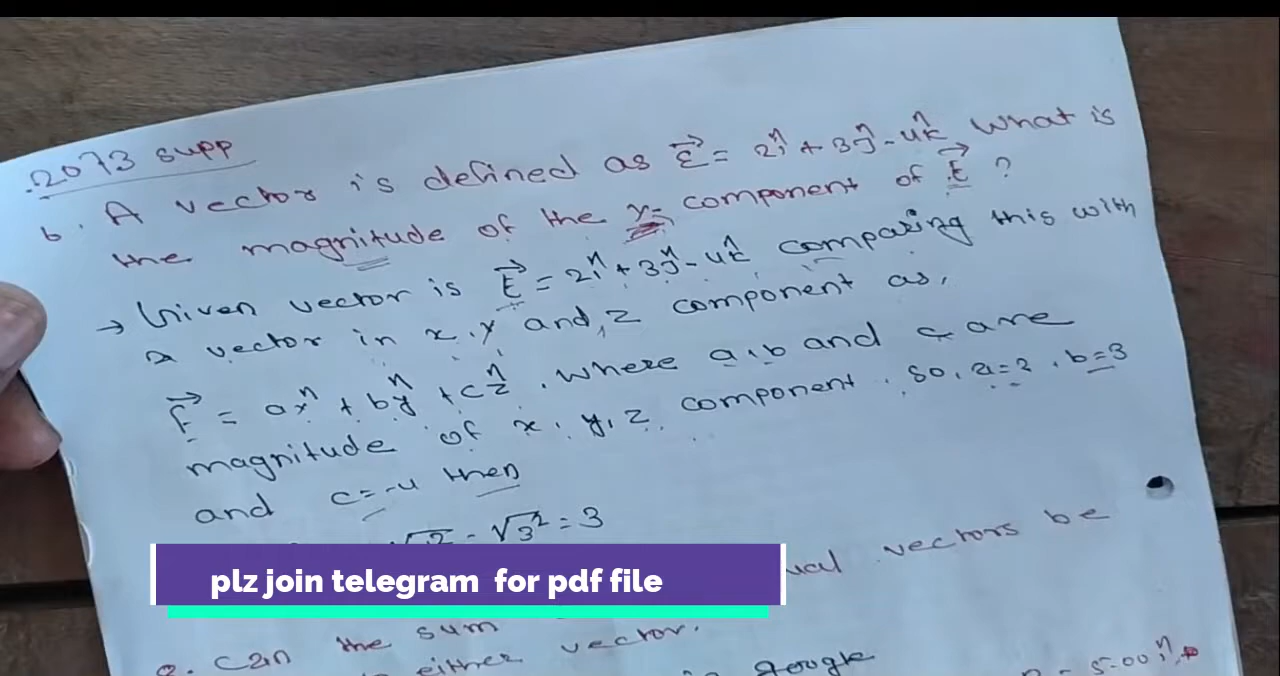 2073 supp
b. A vector is defined as E = 2î + 3ĵ - 4k̂ What is
the magnitude of the y- component of E ?
→ Given vector is E = 2î + 3ĵ - 4k̂ comparing this with
a vector in x, y and, z component as,
r = ax̂ + bŷ + cẑ . where a, b and c are
magnitude of x, y, z component . so, a=2 , b=3
and c=-4 then
√3² = 3
vectors be
plz join telegram for pdf file
can the sum
either vector.
google
5.00 î +